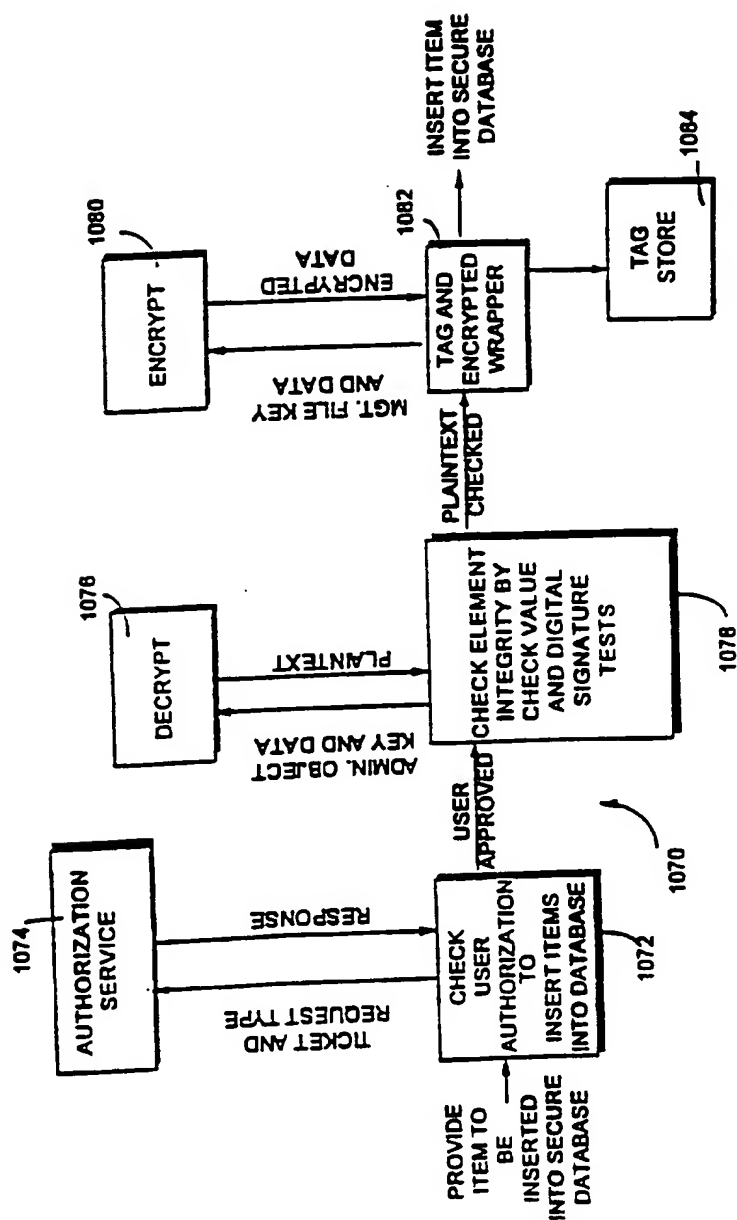 1074
AUTHORIZATION
SERVICE
TICKET AND
REQUEST TYPE
RESPONSE
PROVIDE
ITEM TO
BE
INSERTED
INTO SECURE
DATABASE
CHECK
USER
AUTHORIZATION
TO
INSERT ITEMS
INTO DATABASE
1072
1070
USER
APPROVED
1076
DECRYPT
ADMIN. OBJECT
KEY AND DATA
PLAINTEXT
CHECK ELEMENT
INTEGRITY BY
CHECK VALUE
AND DIGITAL
SIGNATURE
TESTS
1078
PLAINTEXT
CHECKED
1080
ENCRYPT
MGT. FILE KEY
AND DATA
ENCRYPTED
DATA
1082
TAG AND
ENCRYPTED
WRAPPER
INSERT ITEM
INTO SECURE
DATABASE
TAG
STORE
1084